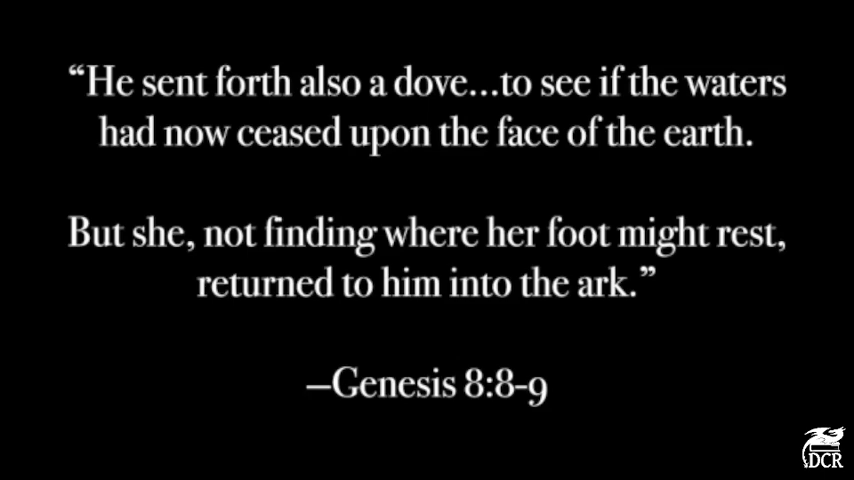 “He sent forth also a dove...to see if the waters
had now ceased upon the face of the earth.
But she, not finding where her foot might rest,
returned to him into the ark.”
–Genesis 8:8-9
DCR